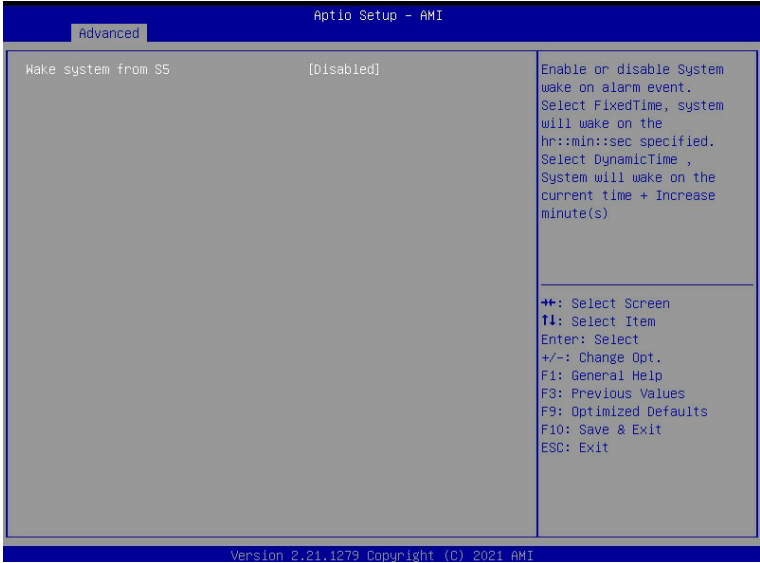 Aptio Setup – AMI
Advanced
Wake system from S5 [Disabled]
Enable or disable System
wake on alarm event.
Select FixedTime, system
will wake on the
hr::min::sec specified.
Select DynamicTime ,
System will wake on the
current time + Increase
minute(s)
→←: Select Screen
↑↓: Select Item
Enter: Select
+/-: Change Opt.
F1: General Help
F3: Previous Values
F9: Optimized Defaults
F10: Save & Exit
ESC: Exit
Version 2.21.1279 Copyright (C) 2021 AMI